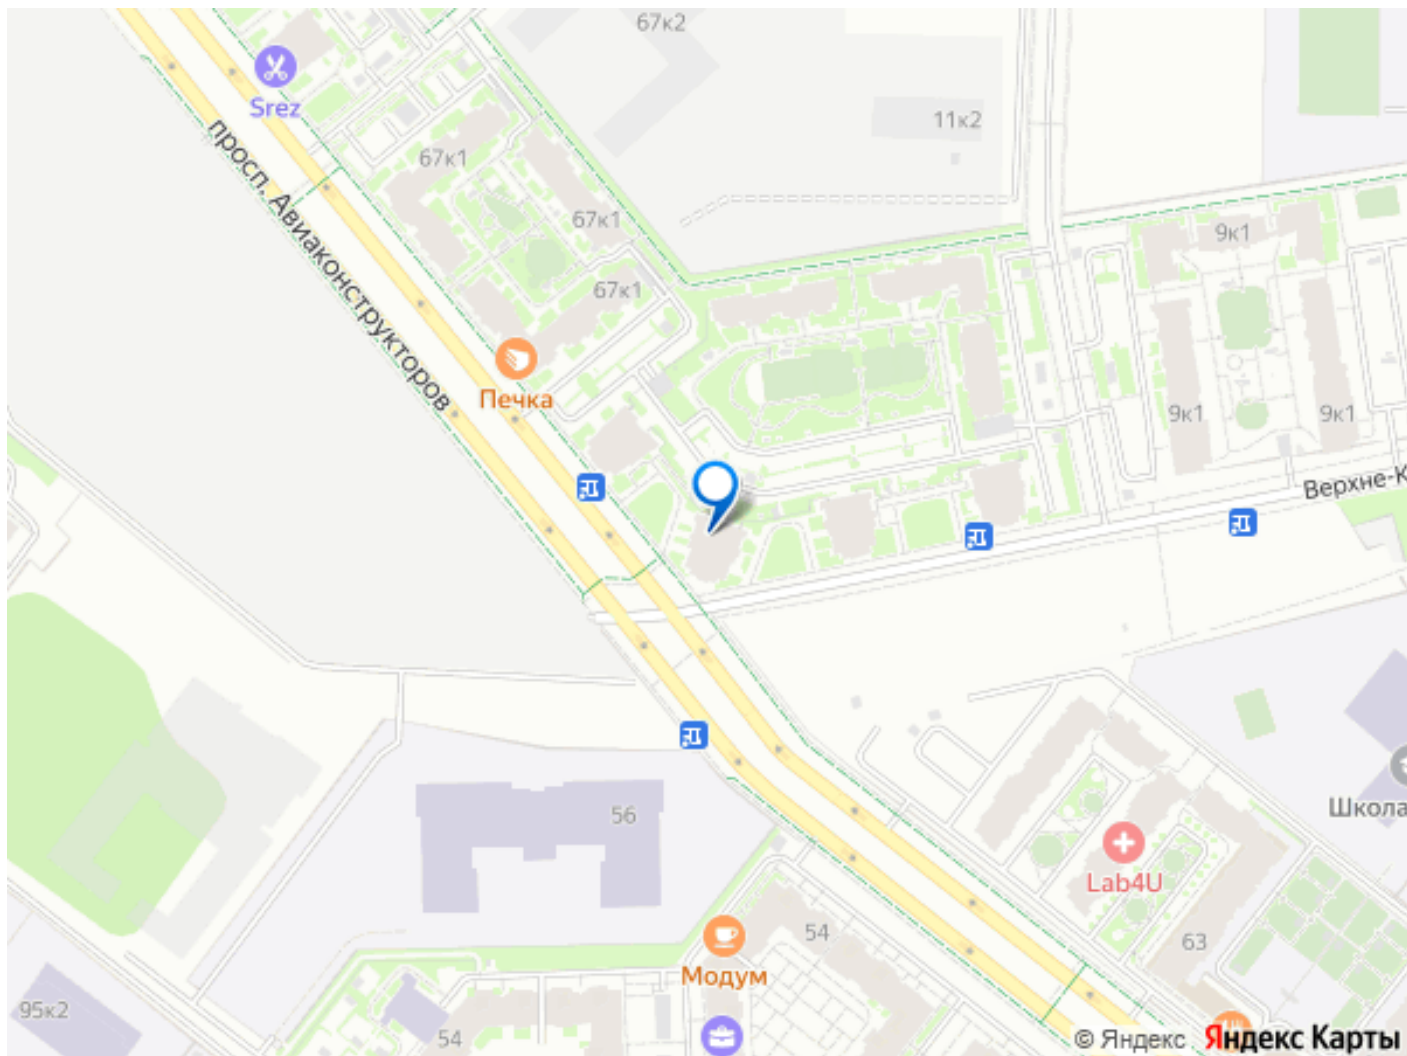 67к2
Srez
11к2
67к1
просп. Авиаконструкторов
67к1
9к1
67к1
Печка
9к1
9к1
Верхне-К
56
Школа
Lab4U
54
63
Модум
95к2
54
© Яндекс Яндекс Карты